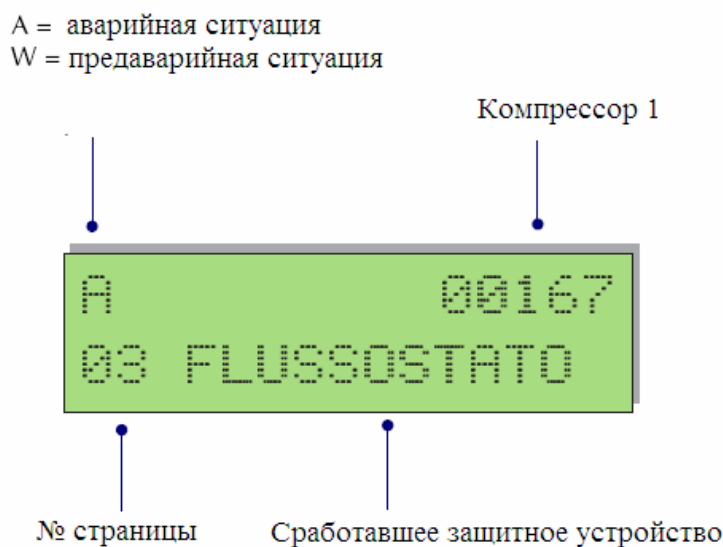 A = аварийная ситуация
W = предаварийная ситуация
Компрессор 1
A 00167
03 FLUSSOSTATO
№ страницы
Сработавшее защитное устройство